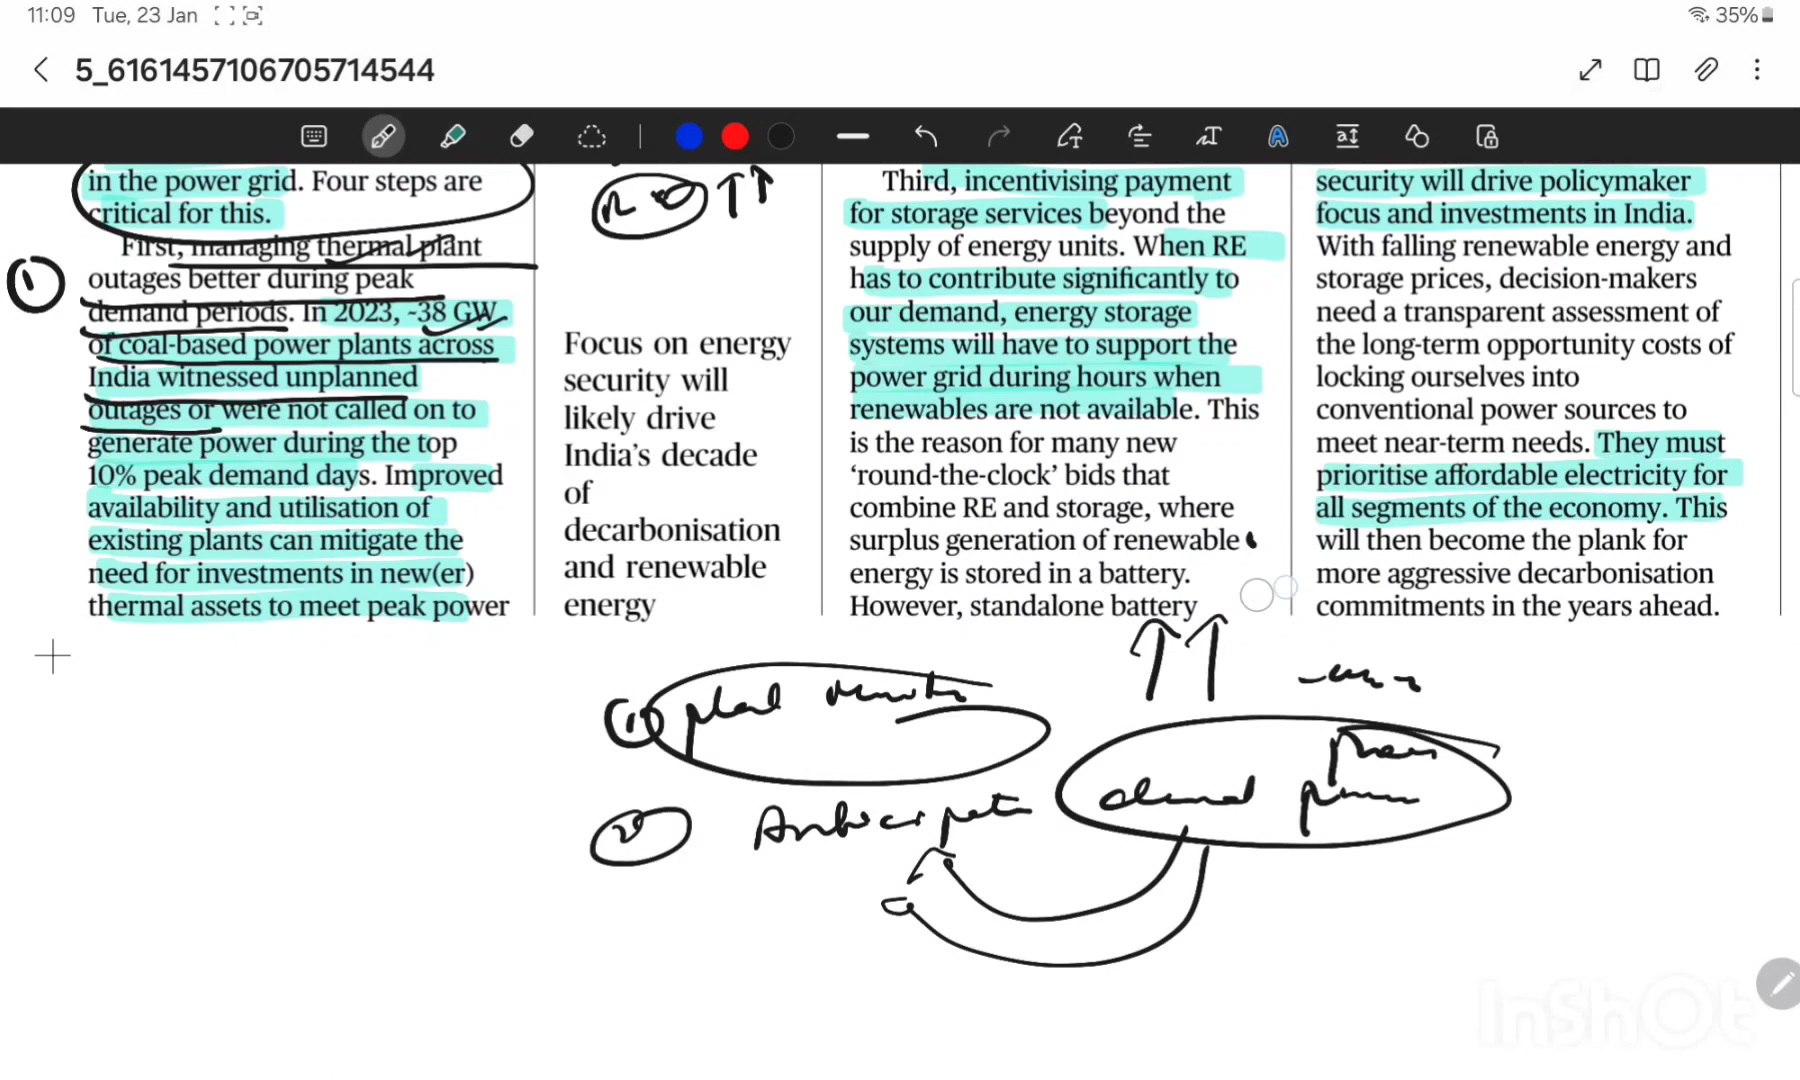 11:09 Tue, 23 Jan
35%
5_6161457106705714544
in the power grid. Four steps are
critical for this.
First, managing thermal plant
outages better during peak
demand periods. In 2023, ~38 GW
of coal-based power plants across
India witnessed unplanned
outages or were not called on to
generate power during the top
10% peak demand days. Improved
availability and utilisation of
existing plants can mitigate the
need for investments in new(er)
thermal assets to meet peak power
Focus on energy
security will
likely drive
India’s decade
of
decarbonisation
and renewable
energy
Third, incentivising payment
for storage services beyond the
supply of energy units. When RE
has to contribute significantly to
our demand, energy storage
systems will have to support the
power grid during hours when
renewables are not available. This
is the reason for many new
‘round-the-clock’ bids that
combine RE and storage, where
surplus generation of renewable
energy is stored in a battery.
However, standalone battery
security will drive policymaker
focus and investments in India.
With falling renewable energy and
storage prices, decision-makers
need a transparent assessment of
the long-term opportunity costs of
locking ourselves into
conventional power sources to
meet near-term needs. They must
prioritise affordable electricity for
all segments of the economy. This
will then become the plank for
more aggressive decarbonisation
commitments in the years ahead.
1
InShOt